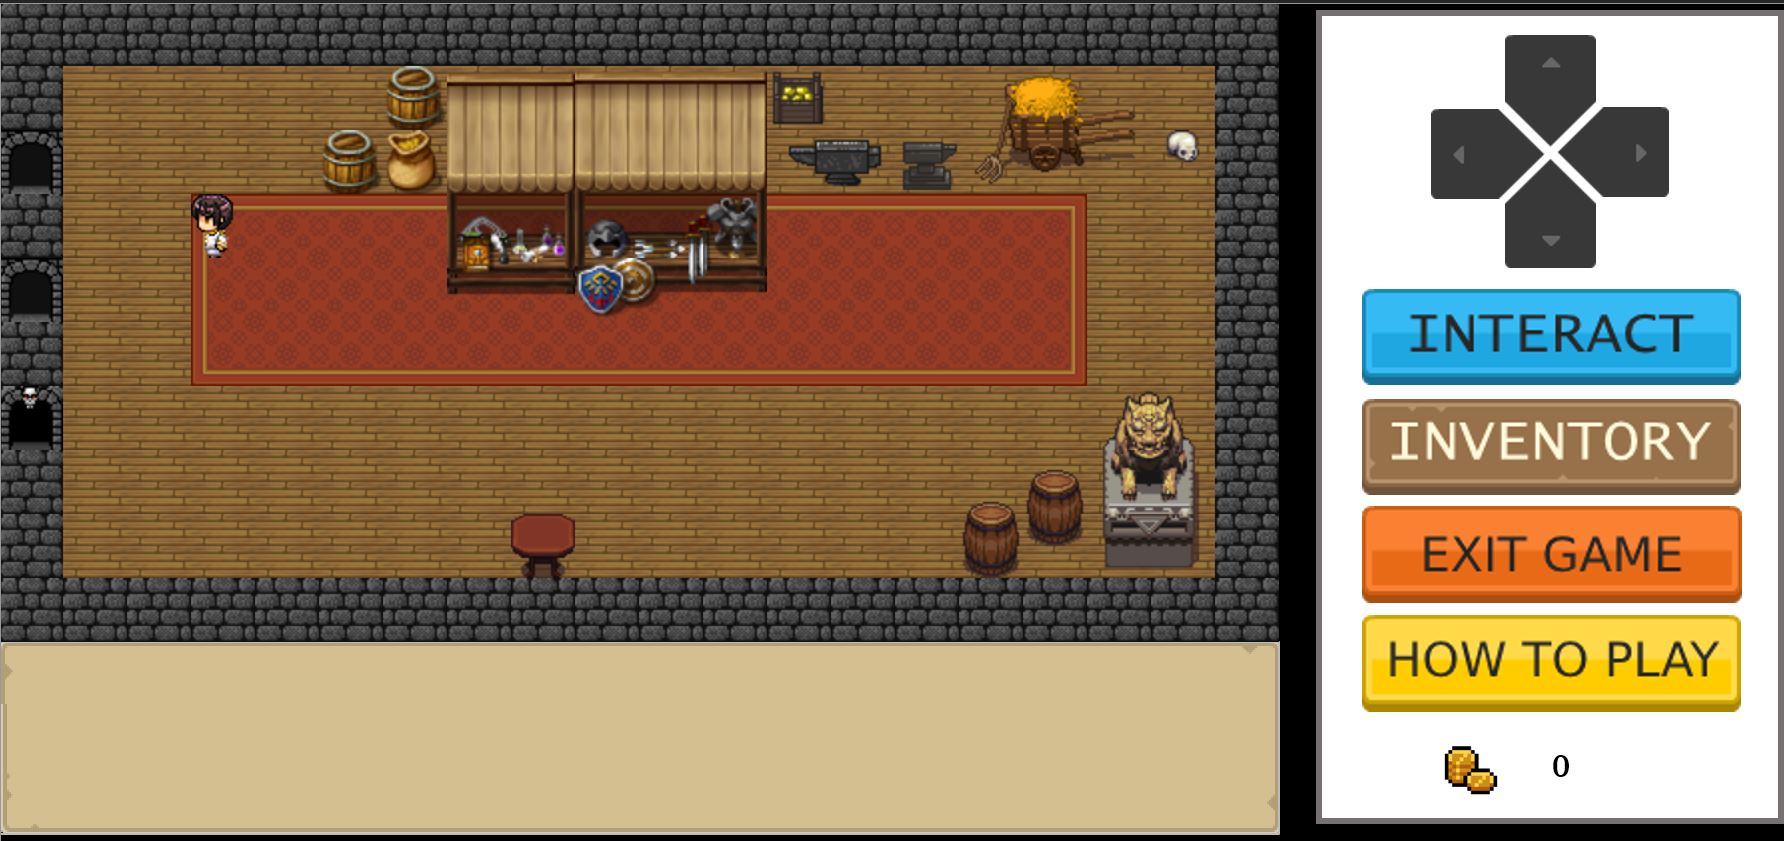 INTERACT
INVENTORY
EXIT GAME
HOW TO PLAY
0